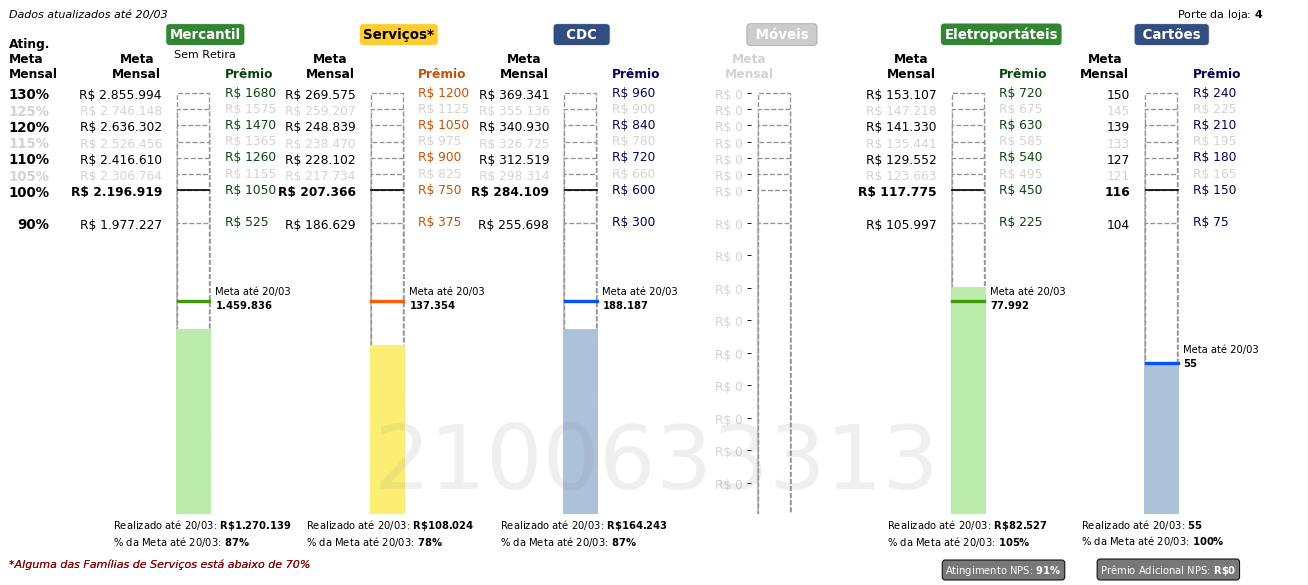 Dados atualizados até 20/03
Porte da loja: 4
Mercantil Serviços* CDC Móveis Eletroportáteis Cartões
Sem Retira
Ating. Meta Mensal
Meta Mensal Prêmio Meta Mensal Prêmio Meta Mensal Prêmio Meta Mensal Meta Mensal Prêmio Meta Mensal Prêmio
130% R$ 2.855.994 R$ 1680 R$ 269.575 R$ 1200 R$ 369.341 R$ 960 R$ 0 R$ 153.107 R$ 720 150 R$ 240
125% R$ 2.746.148 R$ 1575 R$ 259.207 R$ 1125 R$ 355.136 R$ 900 R$ 0 R$ 147.218 R$ 675 145 R$ 225
120% R$ 2.636.302 R$ 1470 R$ 248.839 R$ 1050 R$ 340.930 R$ 840 R$ 0 R$ 141.330 R$ 630 139 R$ 210
115% R$ 2.526.456 R$ 1365 R$ 238.470 R$ 975 R$ 326.725 R$ 780 R$ 0 R$ 135.441 R$ 585 133 R$ 195
110% R$ 2.416.610 R$ 1260 R$ 228.102 R$ 900 R$ 312.519 R$ 720 R$ 0 R$ 129.552 R$ 540 127 R$ 180
105% R$ 2.306.764 R$ 1155 R$ 217.734 R$ 825 R$ 298.314 R$ 660 R$ 0 R$ 123.663 R$ 495 121 R$ 165
100% R$ 2.196.919 R$ 1050 R$ 207.366 R$ 750 R$ 284.109 R$ 600 R$ 0 R$ 117.775 R$ 450 116 R$ 150
90% R$ 1.977.227 R$ 525 R$ 186.629 R$ 375 R$ 255.698 R$ 300 R$ 0 R$ 105.997 R$ 225 104 R$ 75
R$ 0
R$ 0
R$ 0
R$ 0
R$ 0
R$ 0
R$ 0
R$ 0
Meta até 20/03 Meta até 20/03 Meta até 20/03 Meta até 20/03
1.459.836 137.354 188.187 77.992
Meta até 20/03
55
2100633313
Realizado até 20/03: R$1.270.139 Realizado até 20/03: R$108.024 Realizado até 20/03: R$164.243 Realizado até 20/03: R$82.527 Realizado até 20/03: 55
% da Meta até 20/03: 87% % da Meta até 20/03: 78% % da Meta até 20/03: 87% % da Meta até 20/03: 105% % da Meta até 20/03: 100%
*Alguma das Famílias de Serviços está abaixo de 70%
Atingimento NPS: 91% Prêmio Adicional NPS: R$0